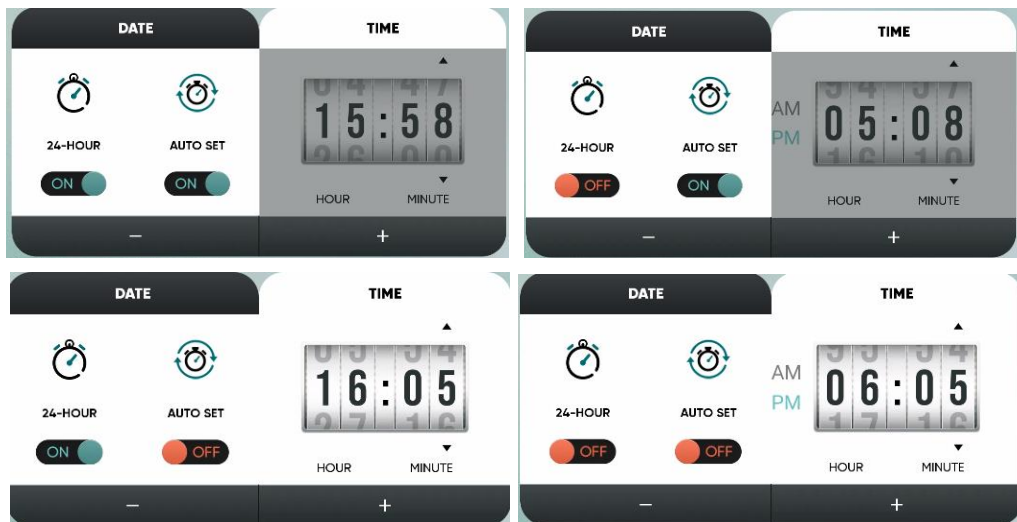 DATE TIME
24-HOUR AUTO SET
ON ON
15:58
HOUR MINUTE
− +
DATE TIME
24-HOUR AUTO SET
OFF ON
AM
PM
05:08
HOUR MINUTE
− +
DATE TIME
24-HOUR AUTO SET
ON OFF
16:05
HOUR MINUTE
− +
DATE TIME
24-HOUR AUTO SET
OFF OFF
AM
PM
06:05
HOUR MINUTE
− +